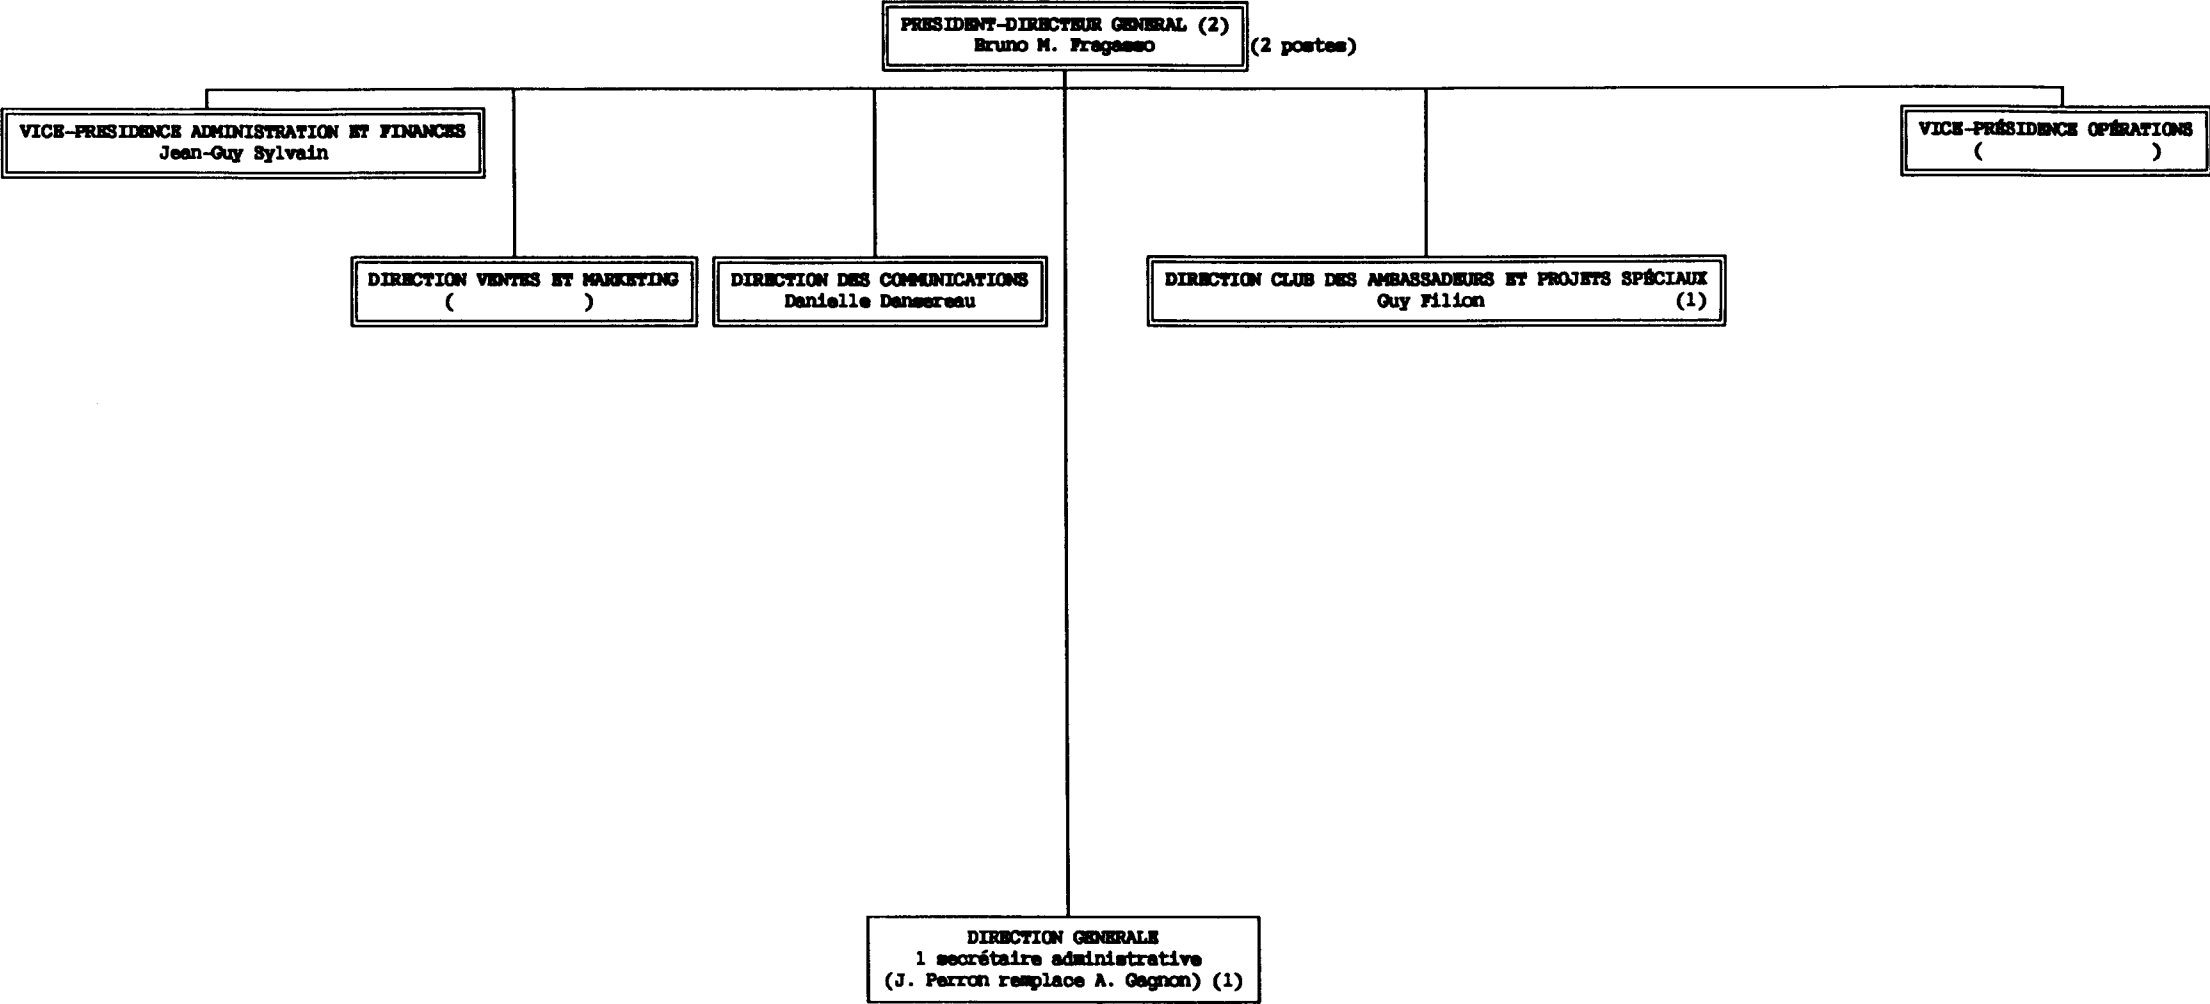 PRESIDENT-DIRECTEUR GENERAL (2)
Bruno M. Fragasso
(2 postes)
VICE-PRESIDENCE ADMINISTRATION ET FINANCES
Jean-Guy Sylvain
VICE-PRÉSIDENCE OPÉRATIONS
( )
DIRECTION VENTES ET MARKETING
( )
DIRECTION DES COMMUNICATIONS
Danielle Dansereau
DIRECTION CLUB DES AMBASSADEURS ET PROJETS SPÉCIAUX
Guy Filion (1)
DIRECTION GENERALE
1 secrétaire administrative
(J. Perron remplace A. Gagnon) (1)